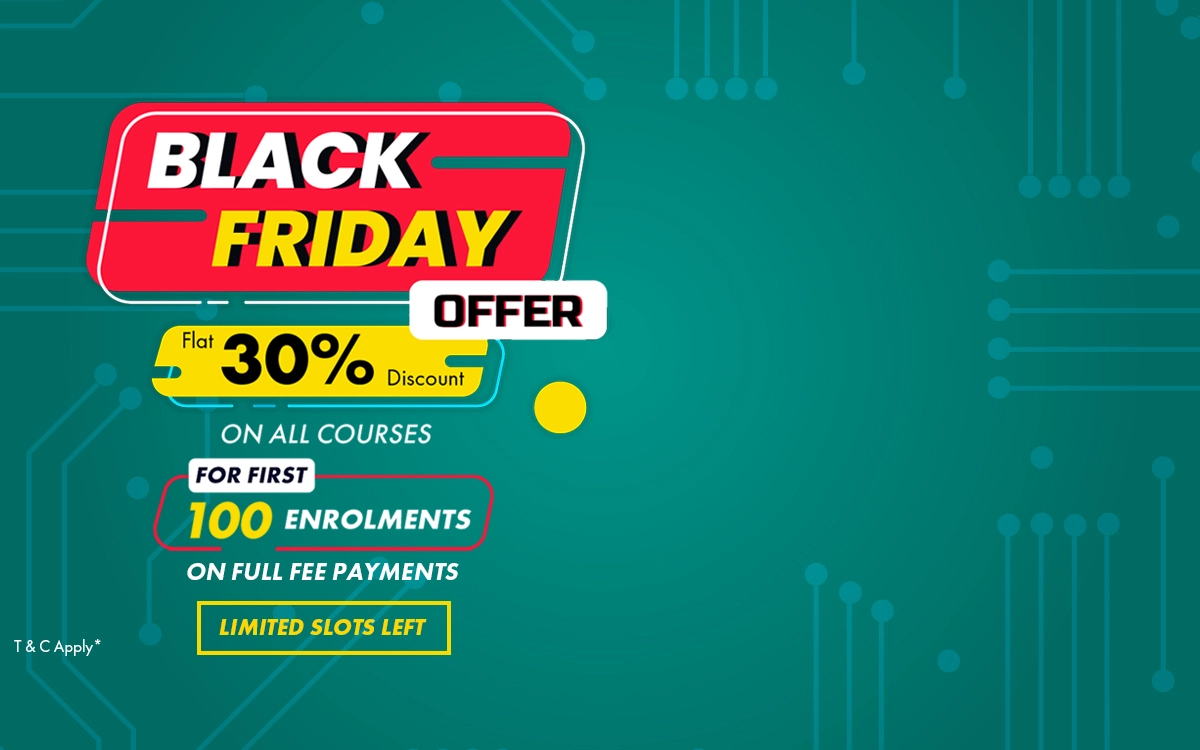 BLACK
FRIDAY
OFFER
Flat 30% Discount
ON ALL COURSES
FOR FIRST
100 ENROLMENTS
ON FULL FEE PAYMENTS
LIMITED SLOTS LEFT
T & C Apply*